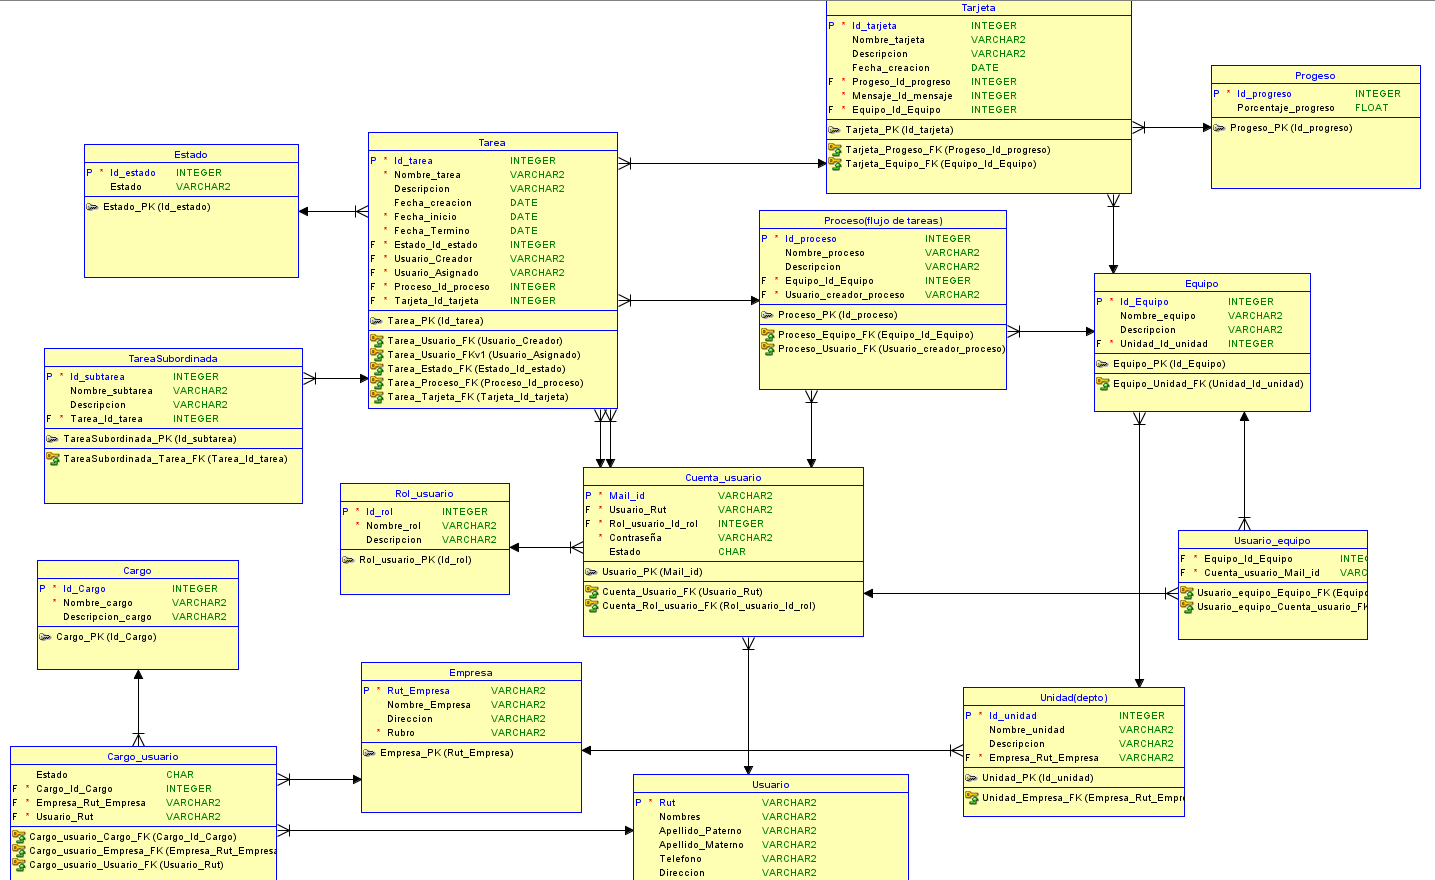 Tarjeta
P * Id_tarjeta INTEGER
Nombre_tarjeta VARCHAR2
Descripcion VARCHAR2
Fecha_creacion DATE
F * Progeso_Id_progreso INTEGER
* Mensaje_Id_mensaje INTEGER
F * Equipo_Id_Equipo INTEGER
Tarjeta_PK (Id_tarjeta)
Tarjeta_Progeso_FK (Progeso_Id_progreso)
Tarjeta_Equipo_FK (Equipo_Id_Equipo)
Progeso
P * Id_progreso INTEGER
Porcentaje_progreso FLOAT
Progeso_PK (Id_progreso)
Estado
P * Id_estado INTEGER
Estado VARCHAR2
Estado_PK (Id_estado)
Tarea
P * Id_tarea INTEGER
* Nombre_tarea VARCHAR2
Descripcion VARCHAR2
Fecha_creacion DATE
* Fecha_inicio DATE
* Fecha_Termino DATE
F * Estado_Id_estado INTEGER
F * Usuario_Creador VARCHAR2
F * Usuario_Asignado VARCHAR2
F * Proceso_Id_proceso INTEGER
F * Tarjeta_Id_tarjeta INTEGER
Tarea_PK (Id_tarea)
Tarea_Usuario_FK (Usuario_Creador)
Tarea_Usuario_FKv1 (Usuario_Asignado)
Tarea_Estado_FK (Estado_Id_estado)
Tarea_Proceso_FK (Proceso_Id_proceso)
Tarea_Tarjeta_FK (Tarjeta_Id_tarjeta)
Proceso(flujo de tareas)
P * Id_proceso INTEGER
Nombre_proceso VARCHAR2
Descripcion VARCHAR2
F * Equipo_Id_Equipo INTEGER
F * Usuario_creador_proceso VARCHAR2
Proceso_PK (Id_proceso)
Proceso_Equipo_FK (Equipo_Id_Equipo)
Proceso_Usuario_FK (Usuario_creador_proceso)
Equipo
P * Id_Equipo INTEGER
Nombre_equipo VARCHAR2
Descripcion VARCHAR2
F * Unidad_Id_unidad INTEGER
Equipo_PK (Id_Equipo)
Equipo_Unidad_FK (Unidad_Id_unidad)
TareaSubordinada
P * Id_subtarea INTEGER
Nombre_subtarea VARCHAR2
Descripcion VARCHAR2
F * Tarea_Id_tarea INTEGER
TareaSubordinada_PK (Id_subtarea)
TareaSubordinada_Tarea_FK (Tarea_Id_tarea)
Rol_usuario
P * Id_rol INTEGER
* Nombre_rol VARCHAR2
Descripcion VARCHAR2
Rol_usuario_PK (Id_rol)
Cuenta_usuario
P * Mail_id VARCHAR2
F * Usuario_Rut VARCHAR2
F * Rol_usuario_Id_rol INTEGER
* Contraseña VARCHAR2
Estado CHAR
Usuario_PK (Mail_id)
Cuenta_Usuario_FK (Usuario_Rut)
Cuenta_Rol_usuario_FK (Rol_usuario_Id_rol)
Usuario_equipo
F * Equipo_Id_Equipo INTEG
F * Cuenta_usuario_Mail_id VARC
Usuario_equipo_Equipo_FK (Equipo
Usuario_equipo_Cuenta_usuario_FK
Cargo
P * Id_Cargo INTEGER
* Nombre_cargo VARCHAR2
Descripcion_cargo VARCHAR2
Cargo_PK (Id_Cargo)
Empresa
P * Rut_Empresa VARCHAR2
Nombre_Empresa VARCHAR2
Direccion VARCHAR2
* Rubro VARCHAR2
Empresa_PK (Rut_Empresa)
Unidad(depto)
P * Id_unidad INTEGER
Nombre_unidad VARCHAR2
Descripcion VARCHAR2
F * Empresa_Rut_Empresa VARCHAR2
Unidad_PK (Id_unidad)
Unidad_Empresa_FK (Empresa_Rut_Empr
Cargo_usuario
Estado CHAR
F * Cargo_Id_Cargo INTEGER
F * Empresa_Rut_Empresa VARCHAR2
F * Usuario_Rut VARCHAR2
Cargo_usuario_Cargo_FK (Cargo_Id_Cargo)
Cargo_usuario_Empresa_FK (Empresa_Rut_Empresa
Cargo_usuario_Usuario_FK (Usuario_Rut)
Usuario
P * Rut VARCHAR2
Nombres VARCHAR2
Apellido_Paterno VARCHAR2
Apellido_Materno VARCHAR2
Telefono VARCHAR2
Direccion VARCHAR2